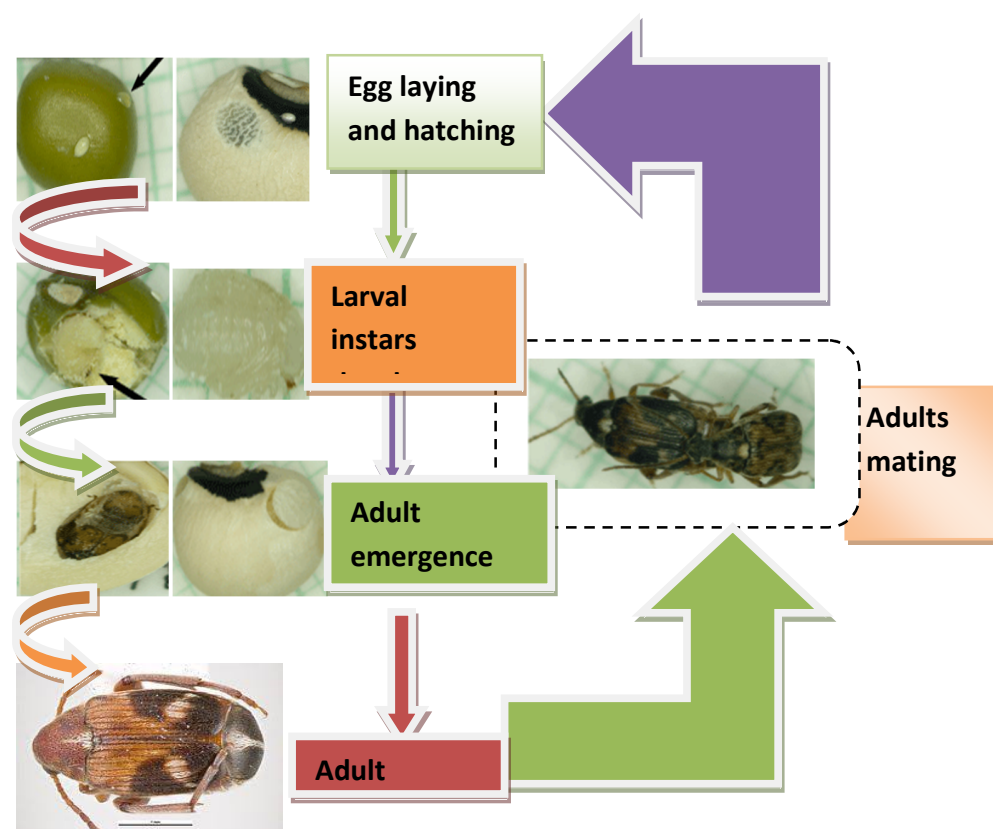 Egg laying
and hatching
Larval
instars
Adults
mating
Adult
emergence
Adult